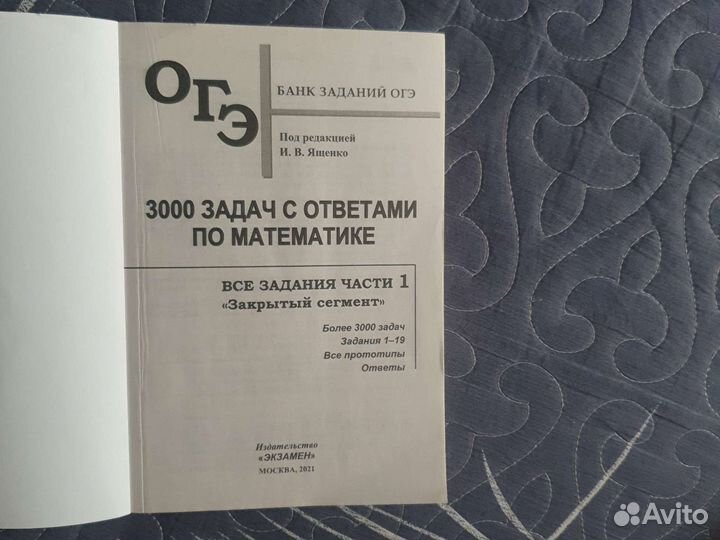 ОГЭ
БАНК ЗАДАНИЙ ОГЭ
Под редакцией
И. В. Ященко
3000 ЗАДАЧ С ОТВЕТАМИ
ПО МАТЕМАТИКЕ
ВСЕ ЗАДАНИЯ ЧАСТИ 1
«Закрытый сегмент»
Более 3000 задач
Задания 1–19
Все прототипы
Ответы
Издательство
«ЭКЗАМЕН»
МОСКВА, 2021
Avito